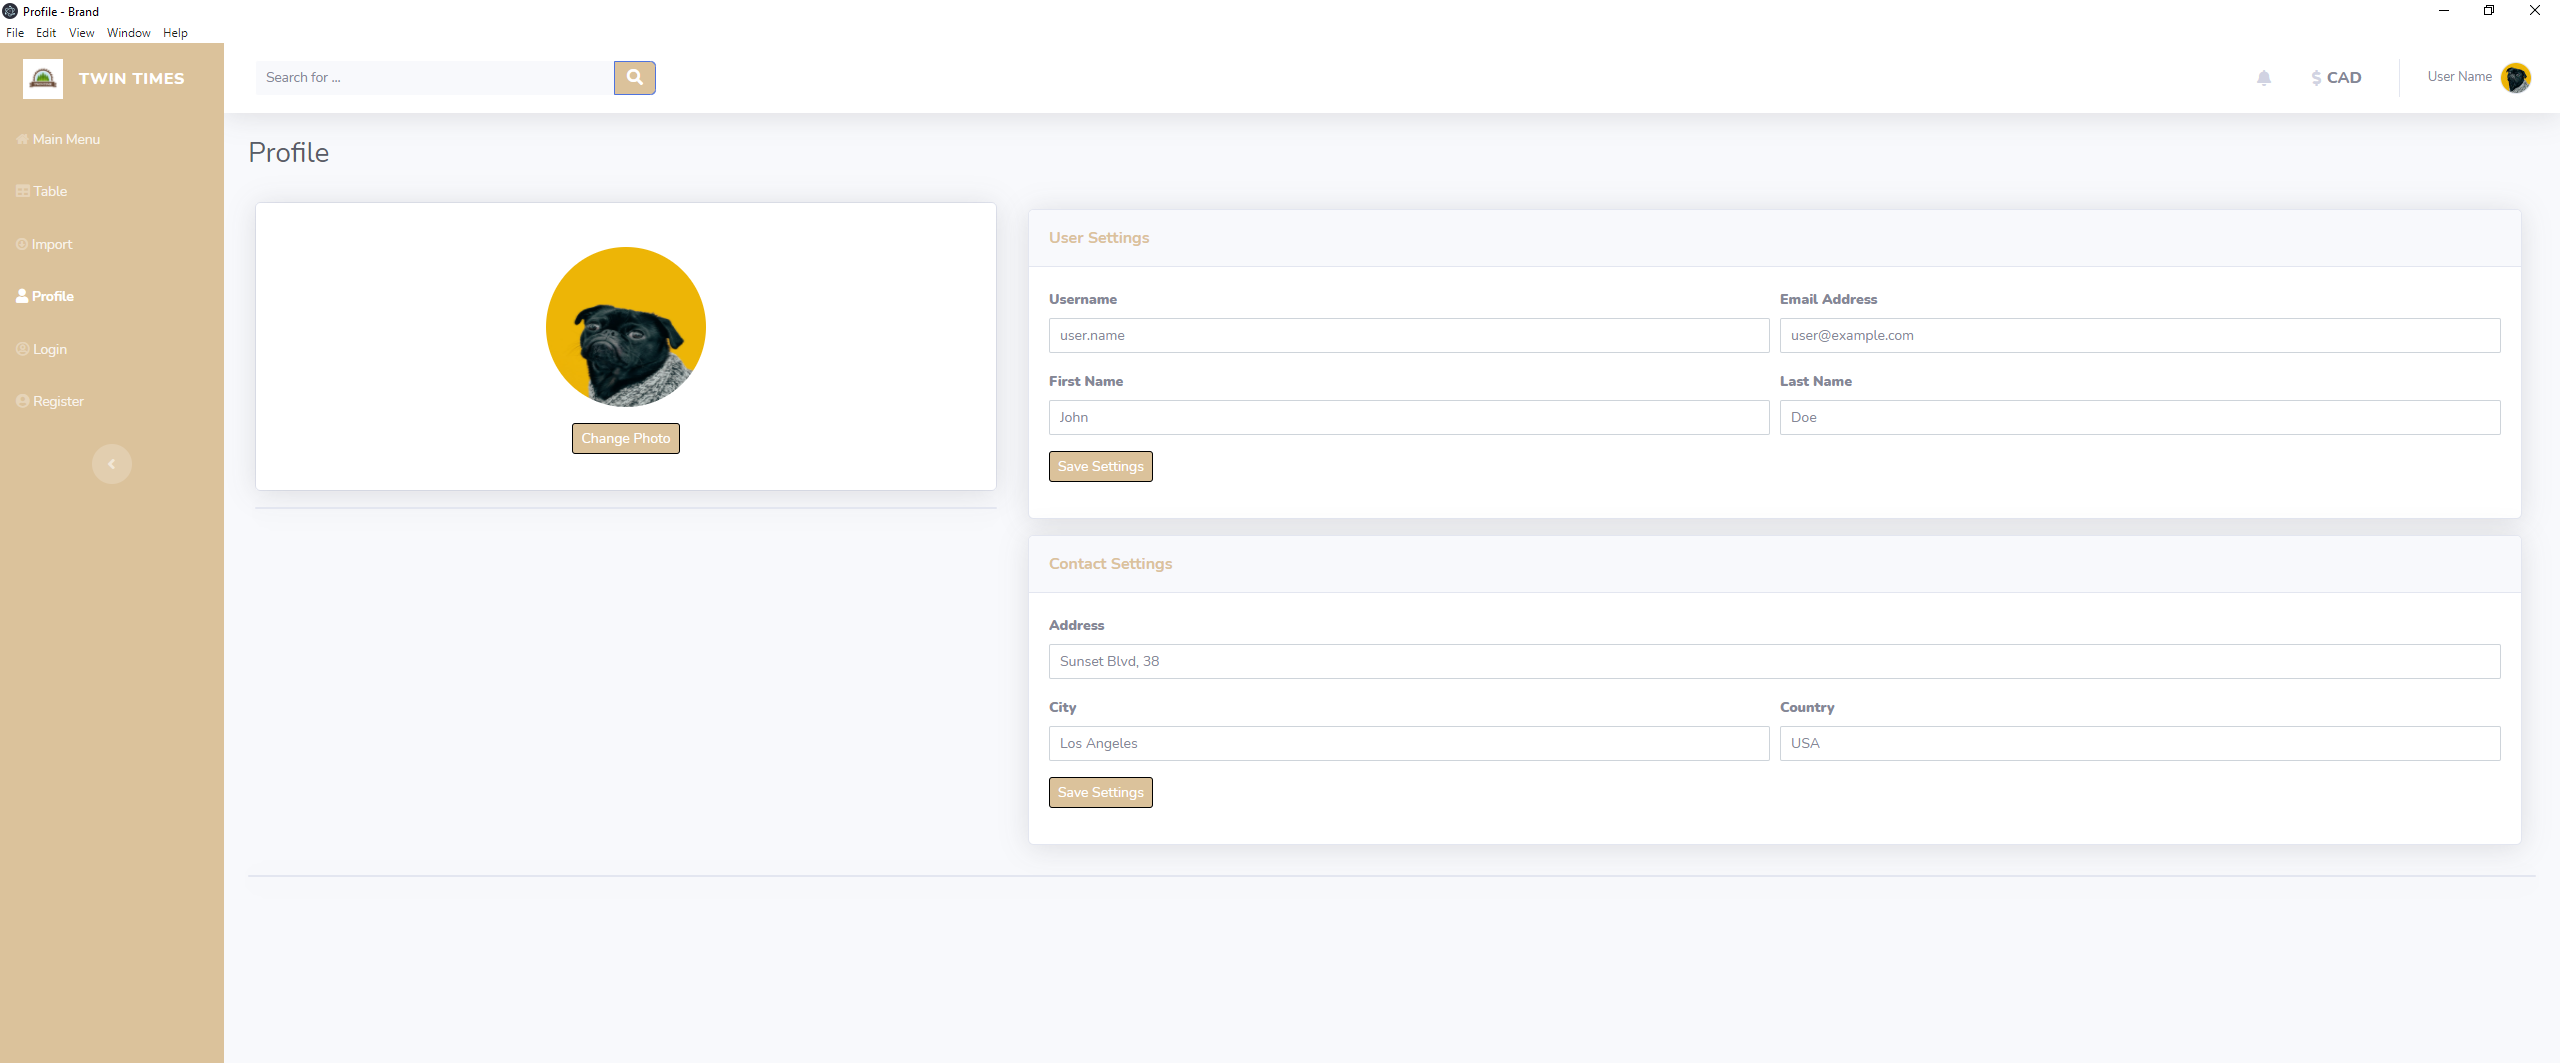 Profile - Brand
File Edit View Window Help
TWIN TIMES
Main Menu
Table
Import
Profile
Login
Register
Search for ...
$ CAD
User Name
Profile
Change Photo
User Settings
Username
Email Address
user.name
user@example.com
First Name
Last Name
John
Doe
Save Settings
Contact Settings
Address
Sunset Blvd, 38
City
Country
Los Angeles
USA
Save Settings